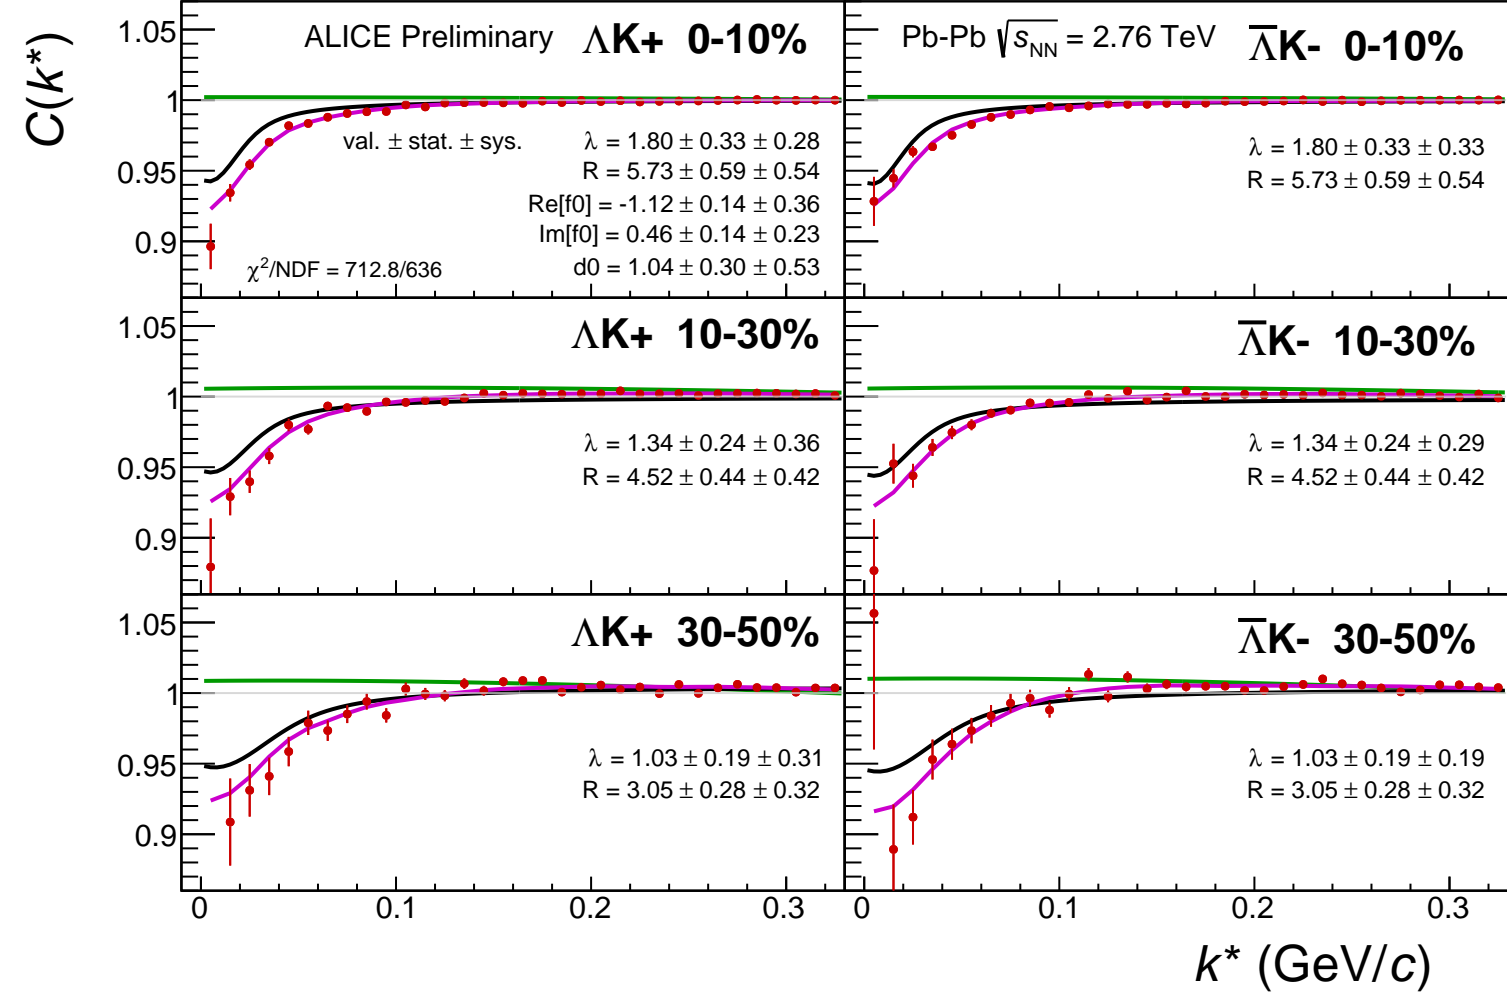 C(k*)
ALICE Preliminary ΛK+ 0-10%
val. ± stat. ± sys.
λ = 1.80 ± 0.33 ± 0.28
R = 5.73 ± 0.59 ± 0.54
Re[f0] = -1.12 ± 0.14 ± 0.36
Im[f0] = 0.46 ± 0.14 ± 0.23
d0 = 1.04 ± 0.30 ± 0.53
χ²/NDF = 712.8/636
1.05
1
0.95
0.9
Pb-Pb √sNN = 2.76 TeV Λ̅K- 0-10%
λ = 1.80 ± 0.33 ± 0.33
R = 5.73 ± 0.59 ± 0.54
ΛK+ 10-30%
λ = 1.34 ± 0.24 ± 0.36
R = 4.52 ± 0.44 ± 0.42
1.05
1
0.95
0.9
Λ̅K- 10-30%
λ = 1.34 ± 0.24 ± 0.29
R = 4.52 ± 0.44 ± 0.42
ΛK+ 30-50%
λ = 1.03 ± 0.19 ± 0.31
R = 3.05 ± 0.28 ± 0.32
1.05
1
0.95
0.9
Λ̅K- 30-50%
λ = 1.03 ± 0.19 ± 0.19
R = 3.05 ± 0.28 ± 0.32
0 0.1 0.2 0.3
0 0.1 0.2 0.3
k* (GeV/c)